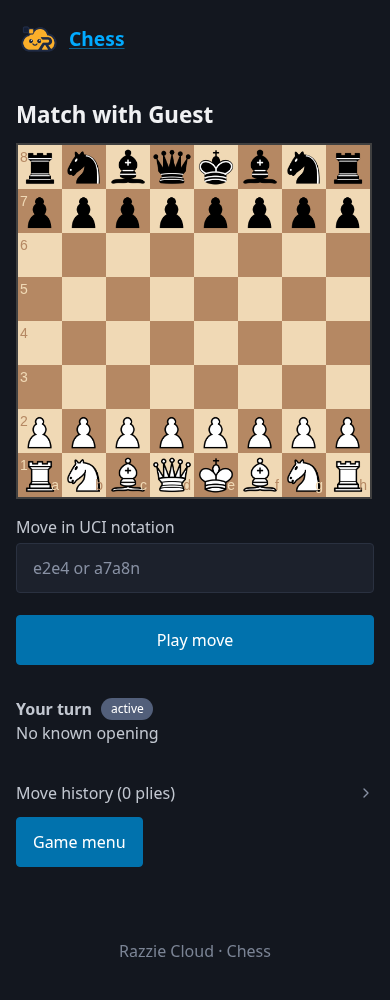 Chess
Match with Guest
8
7
6
5
4
3
2
1
a b c d e f g h
Move in UCI notation
e2e4 or a7a8n
Play move
Your turn active
No known opening
Move history (0 plies)
Game menu
Razzie Cloud · Chess